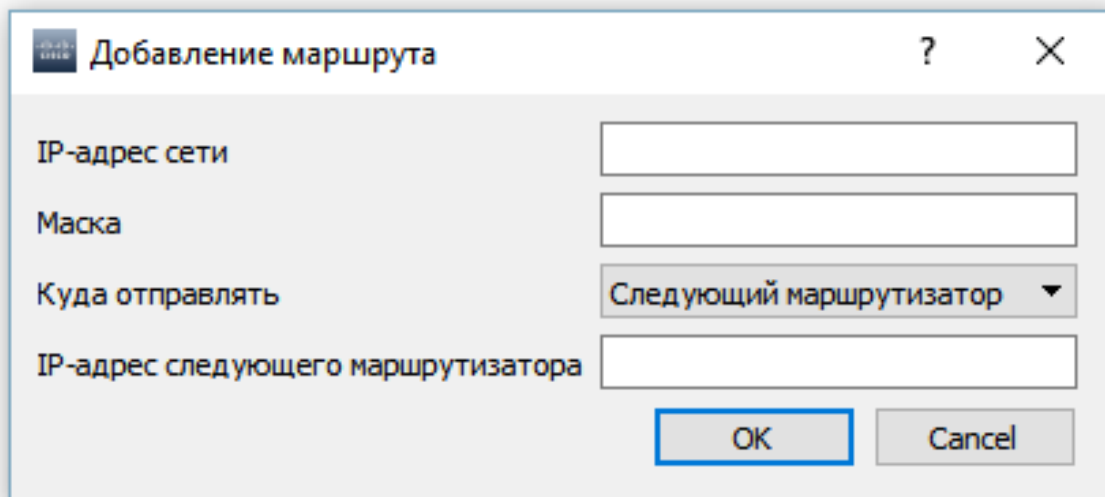 Добавление маршрута ?
IP-адрес сети
Маска
Куда отправлять Следующий маршрутизатор
IP-адрес следующего маршрутизатора
OK Cancel